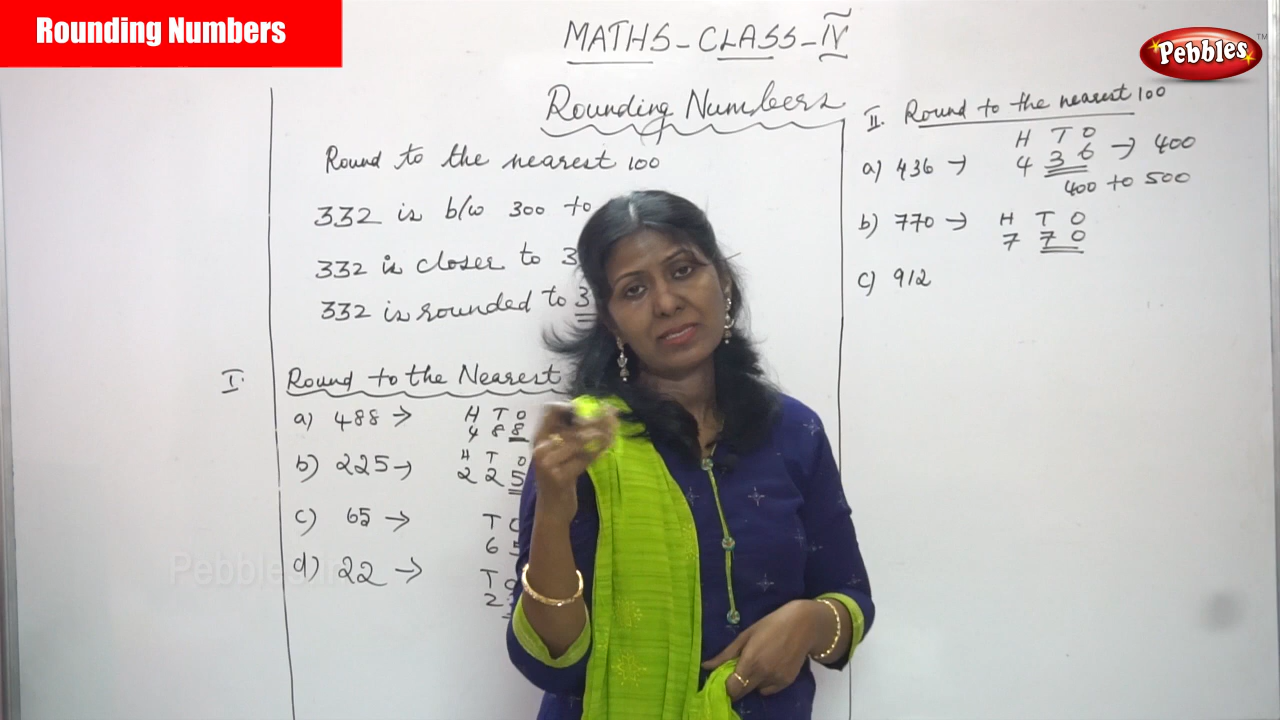 Rounding Numbers
MATHS - CLASS - IV
Pebbles™
Rounding Numbers
Round to the nearest 100
332 is b/w 300 to
332 is closer to 3
332 is rounded to 3
I. Round to the Nearest
a) 488 → H T O
4 8 8
b) 225 → H T O
2 2 5
c) 65 → T O
6 5
d) 22 → T O
2
II. Round to the nearest 100
H T O
a) 436 → 4 3 6 → 400
400 to 500
b) 770 → H T O
7 7 0
c) 912
Pebbles